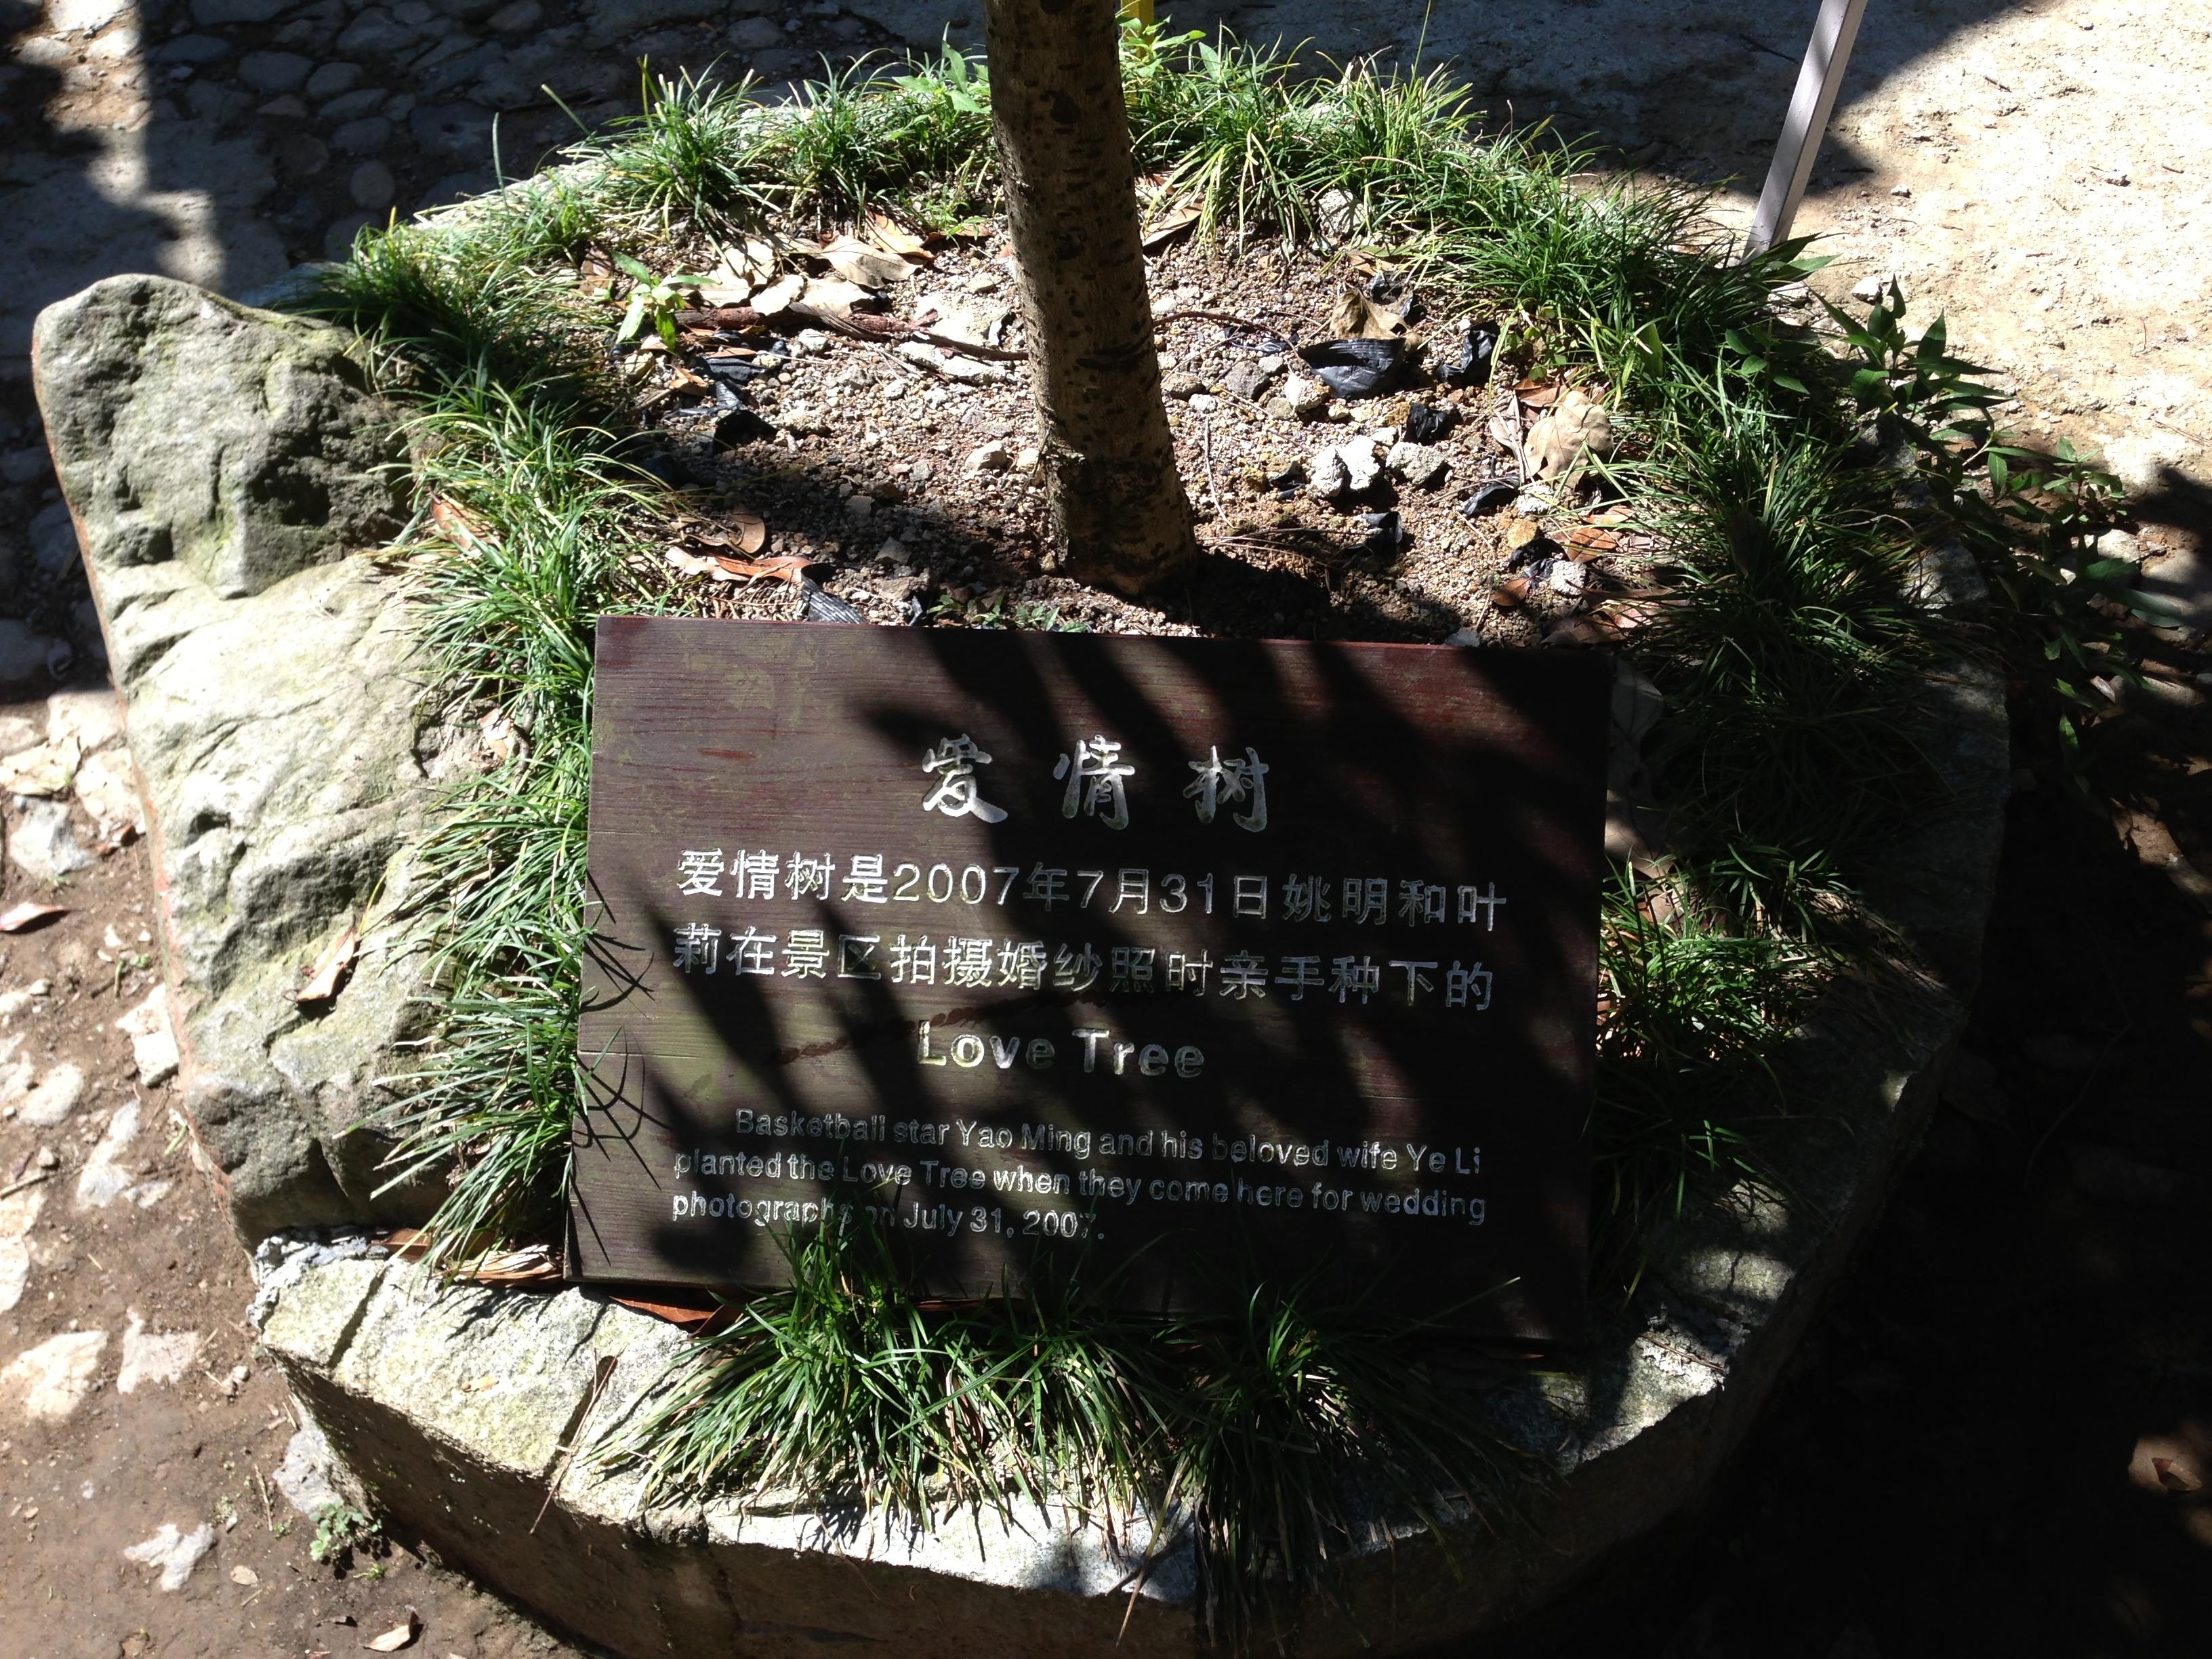 爱情树
爱情树是2007年7月31日姚明和叶
莉在景区拍摄婚纱照时亲手种下的
Love Tree
Basketball star Yao Ming and his beloved wife Ye Li
planted the Love Tree when they come here for wedding
photographs on July 31, 2007.